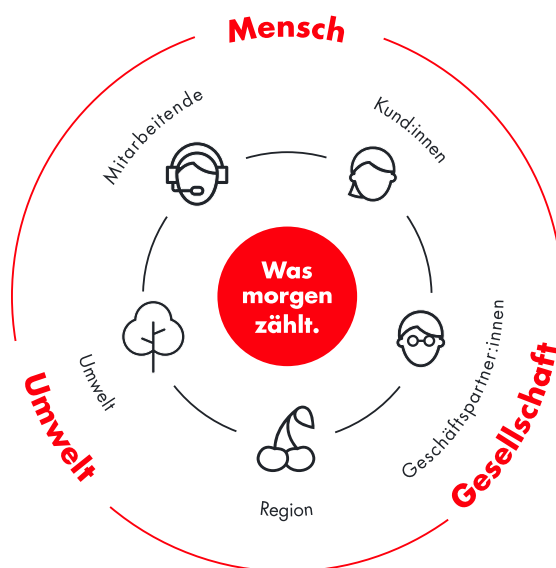 Mensch
Mitarbeitende
Kund:innen
Was
morgen
zählt.
Umwelt
Geschäftspartner:innen
Umwelt
Gesellschaft
Region